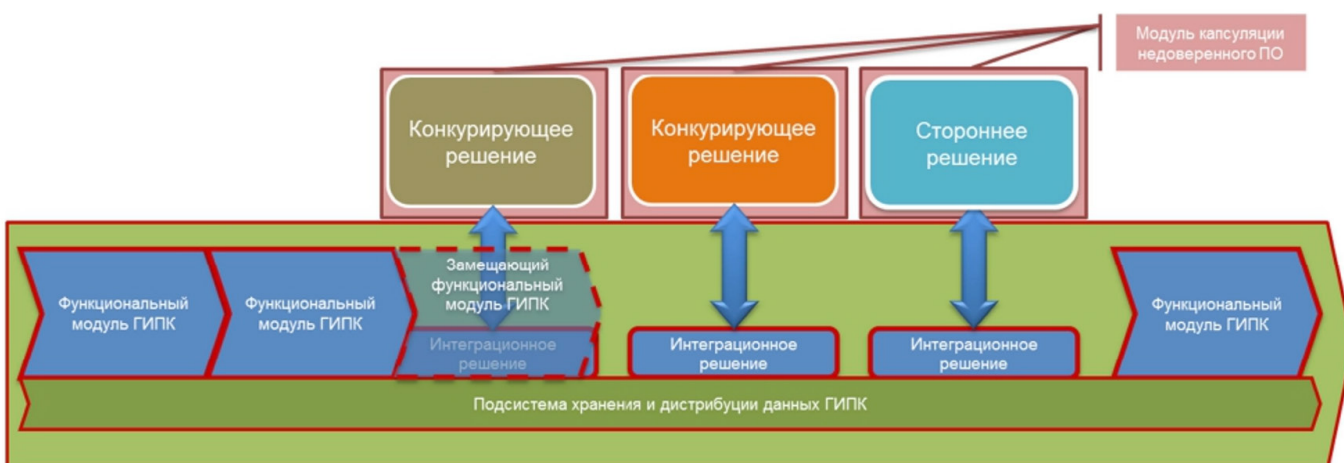 Модуль капсуляции
недоверенного ПО
Конкурирующее
решение
Конкурирующее
решение
Стороннее
решение
Функциональный
модуль ГИПК
Функциональный
модуль ГИПК
Замещающий
функциональный
модуль ГИПК
Интеграционное
решение
Интеграционное
решение
Интеграционное
решение
Функциональный
модуль ГИПК
Подсистема хранения и дистрибуции данных ГИПК